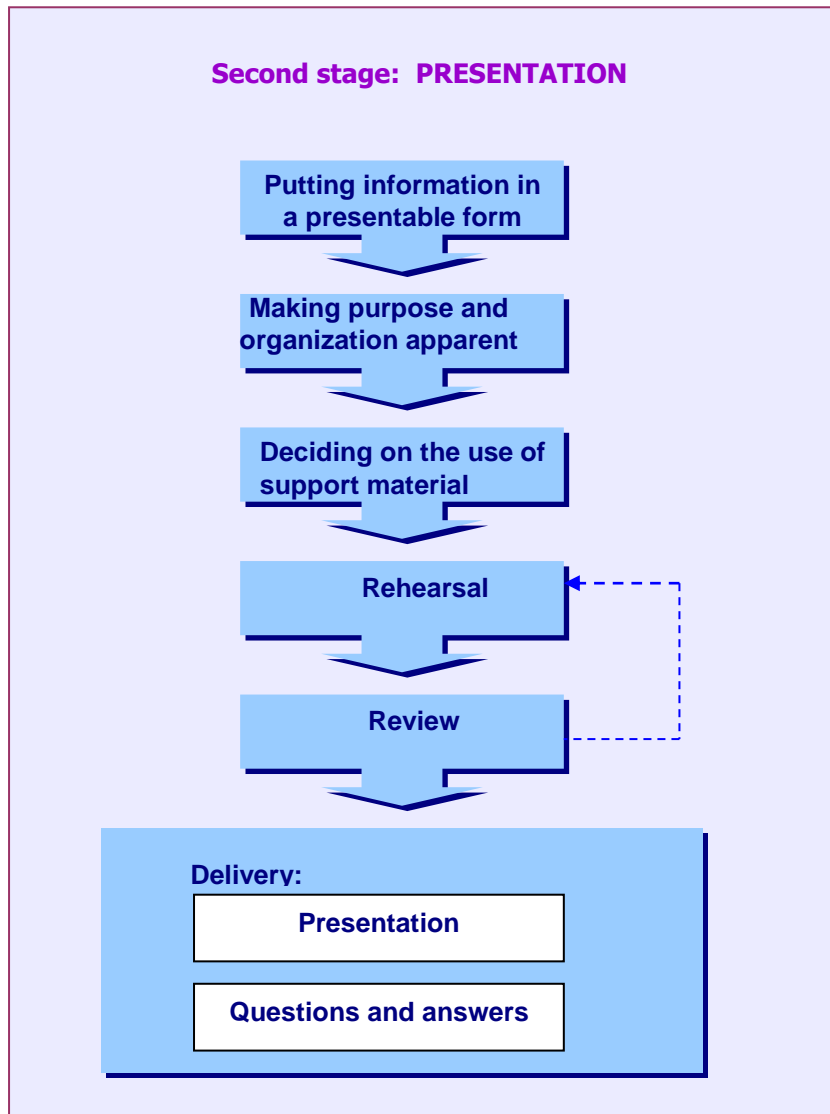 Second stage: PRESENTATION
Putting information in
a presentable form
Making purpose and
organization apparent
Deciding on the use of
support material
Rehearsal
Review
Delivery:
Presentation
Questions and answers